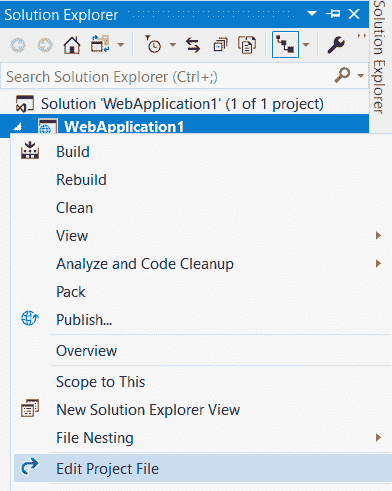 Solution Explorer
Search Solution Explorer (Ctrl+;)
Solution 'WebApplication1' (1 of 1 project)
WebApplication1
Build
Rebuild
Clean
View
Analyze and Code Cleanup
Pack
Publish...
Overview
Scope to This
New Solution Explorer View
File Nesting
Edit Project File
Solution Explorer